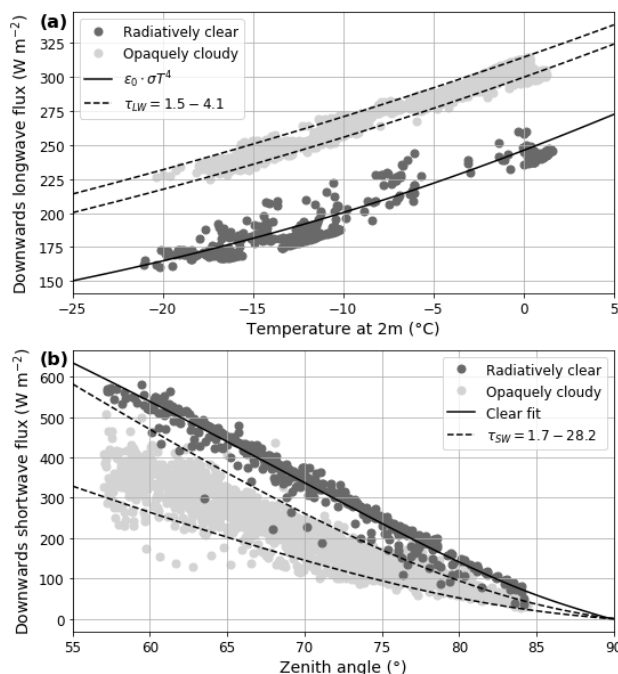 (a)
Radiatively clear
Opaquely cloudy
ε₀ · σT⁴
τ_LW = 1.5 − 4.1
Downwards longwave flux (W m⁻²)
325
300
275
250
225
200
175
150
−25 −20 −15 −10 −5 0 5
Temperature at 2m (°C)
(b)
Radiatively clear
Opaquely cloudy
Clear fit
τ_SW = 1.7 − 28.2
Downwards shortwave flux (W m⁻²)
600
500
400
300
200
100
0
55 60 65 70 75 80 85 90
Zenith angle (°)